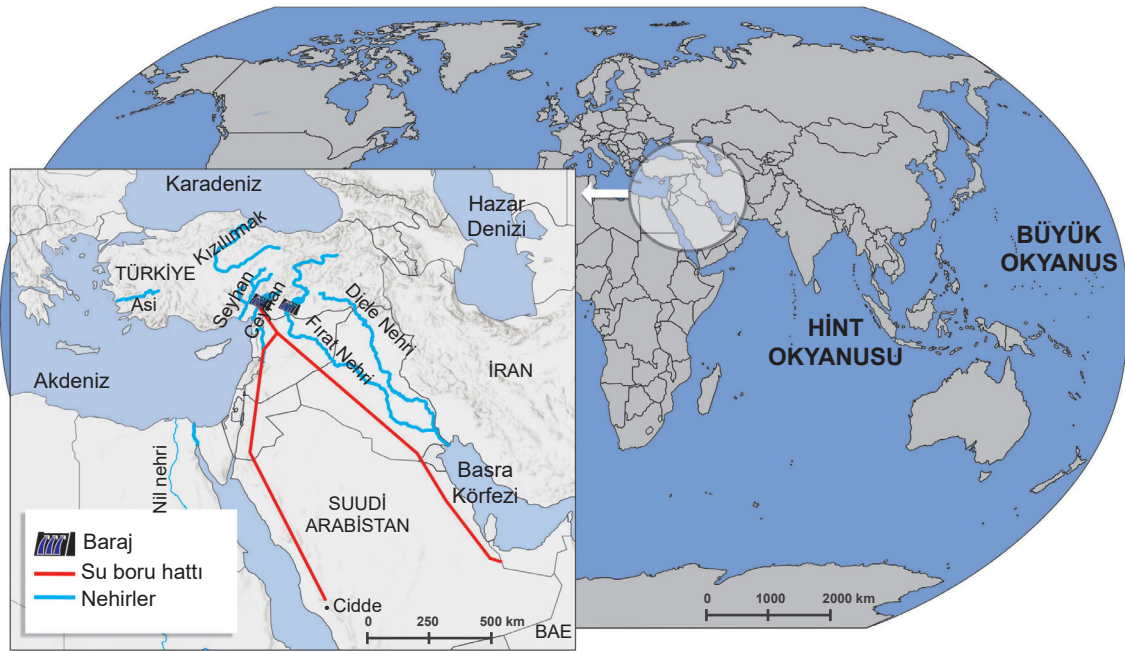 Karadeniz
Hazar
Denizi
Kızılırmak
TÜRKİYE
Asi
Seyhan
Ceyhan
Dicle Nehri
Fırat Nehri
İRAN
Akdeniz
Nil nehri
Basra
Körfezi
SUUDİ
ARABİSTAN
Cidde
BAE
0 250 500 km
Baraj
Su boru hattı
Nehirler
BÜYÜK
OKYANUS
HİNT
OKYANUSU
0 1000 2000 km